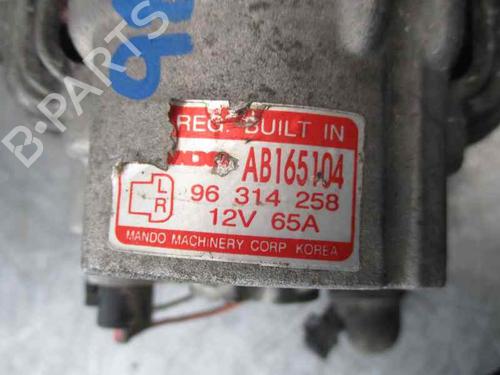 REG. BUILT IN
AB165104
L
R
96 314 258
12V 65A
MANDO MACHINERY CORP KOREA
B-PARTS